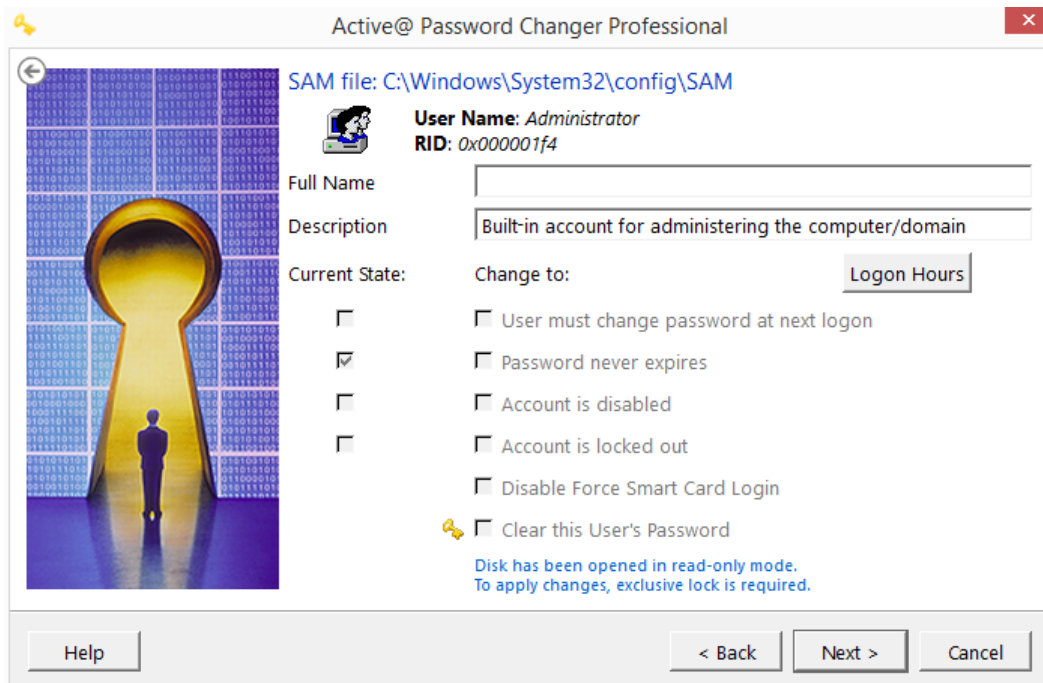 Active@ Password Changer Professional
SAM file: C:\Windows\System32\config\SAM
User Name: Administrator
RID: 0x000001f4
Full Name
Description Built-in account for administering the computer/domain
Current State: Change to: Logon Hours
User must change password at next logon
Password never expires
Account is disabled
Account is locked out
Disable Force Smart Card Login
Clear this User's Password
Disk has been opened in read-only mode.
To apply changes, exclusive lock is required.
Help < Back Next > Cancel